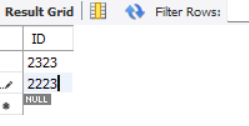 Result Grid Filter Rows:
ID
2323
2223
NULL